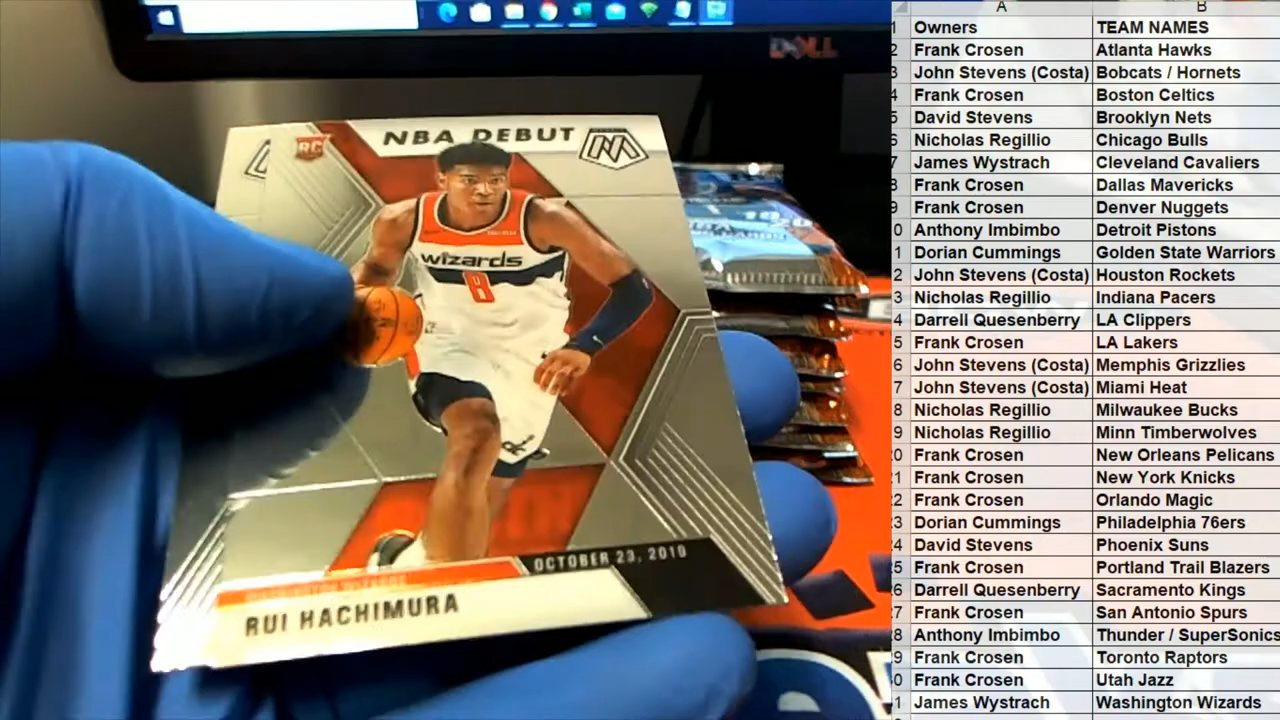 DELL
NBA DEBUT
RC
wizards
8
OCTOBER 23, 2019
RUI HACHIMURA
19
20
A B
Owners TEAM NAMES
Frank Crosen Atlanta Hawks
John Stevens (Costa) Bobcats / Hornets
Frank Crosen Boston Celtics
David Stevens Brooklyn Nets
Nicholas Regillio Chicago Bulls
James Wystrach Cleveland Cavaliers
Frank Crosen Dallas Mavericks
Frank Crosen Denver Nuggets
Anthony Imbimbo Detroit Pistons
Dorian Cummings Golden State Warriors
John Stevens (Costa) Houston Rockets
Nicholas Regillio Indiana Pacers
Darrell Quesenberry LA Clippers
Frank Crosen LA Lakers
John Stevens (Costa) Memphis Grizzlies
John Stevens (Costa) Miami Heat
Nicholas Regillio Milwaukee Bucks
Nicholas Regillio Minn Timberwolves
Frank Crosen New Orleans Pelicans
Frank Crosen New York Knicks
Frank Crosen Orlando Magic
Dorian Cummings Philadelphia 76ers
David Stevens Phoenix Suns
Frank Crosen Portland Trail Blazers
Darrell Quesenberry Sacramento Kings
Frank Crosen San Antonio Spurs
Anthony Imbimbo Thunder / SuperSonics
Frank Crosen Toronto Raptors
Frank Crosen Utah Jazz
James Wystrach Washington Wizards